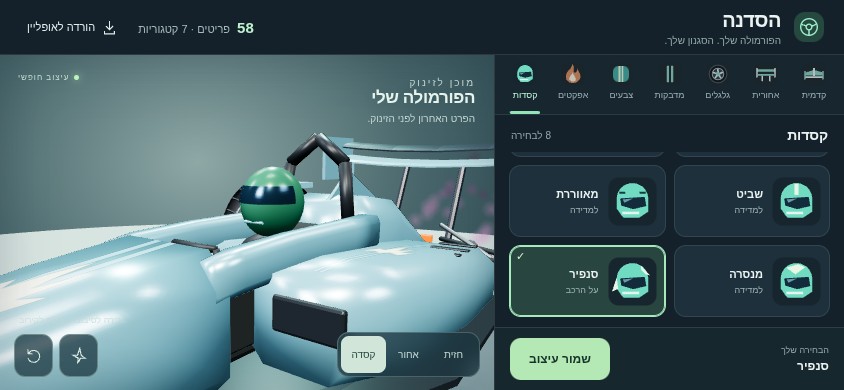 הסדנה
הפורמולה שלך. הסגנון שלך.
58 פריטים · 7 קטגוריות
הורדה לאופליין
קדמית
אחורית
גלגלים
מדבקות
צבעים
אפקטים
קסדות
קסדות
8 לבחירה
שביט
למדידה
מאווררת
למדידה
מנסרה
למדידה
סנפיר
על הרכב
הבחירה שלך
סנפיר
שמור עיצוב
עיצוב חופשי
מוכן לזינוק
הפורמולה שלי
הפרט האחרון לפני הזינוק.
חזית
אחור
קסדה